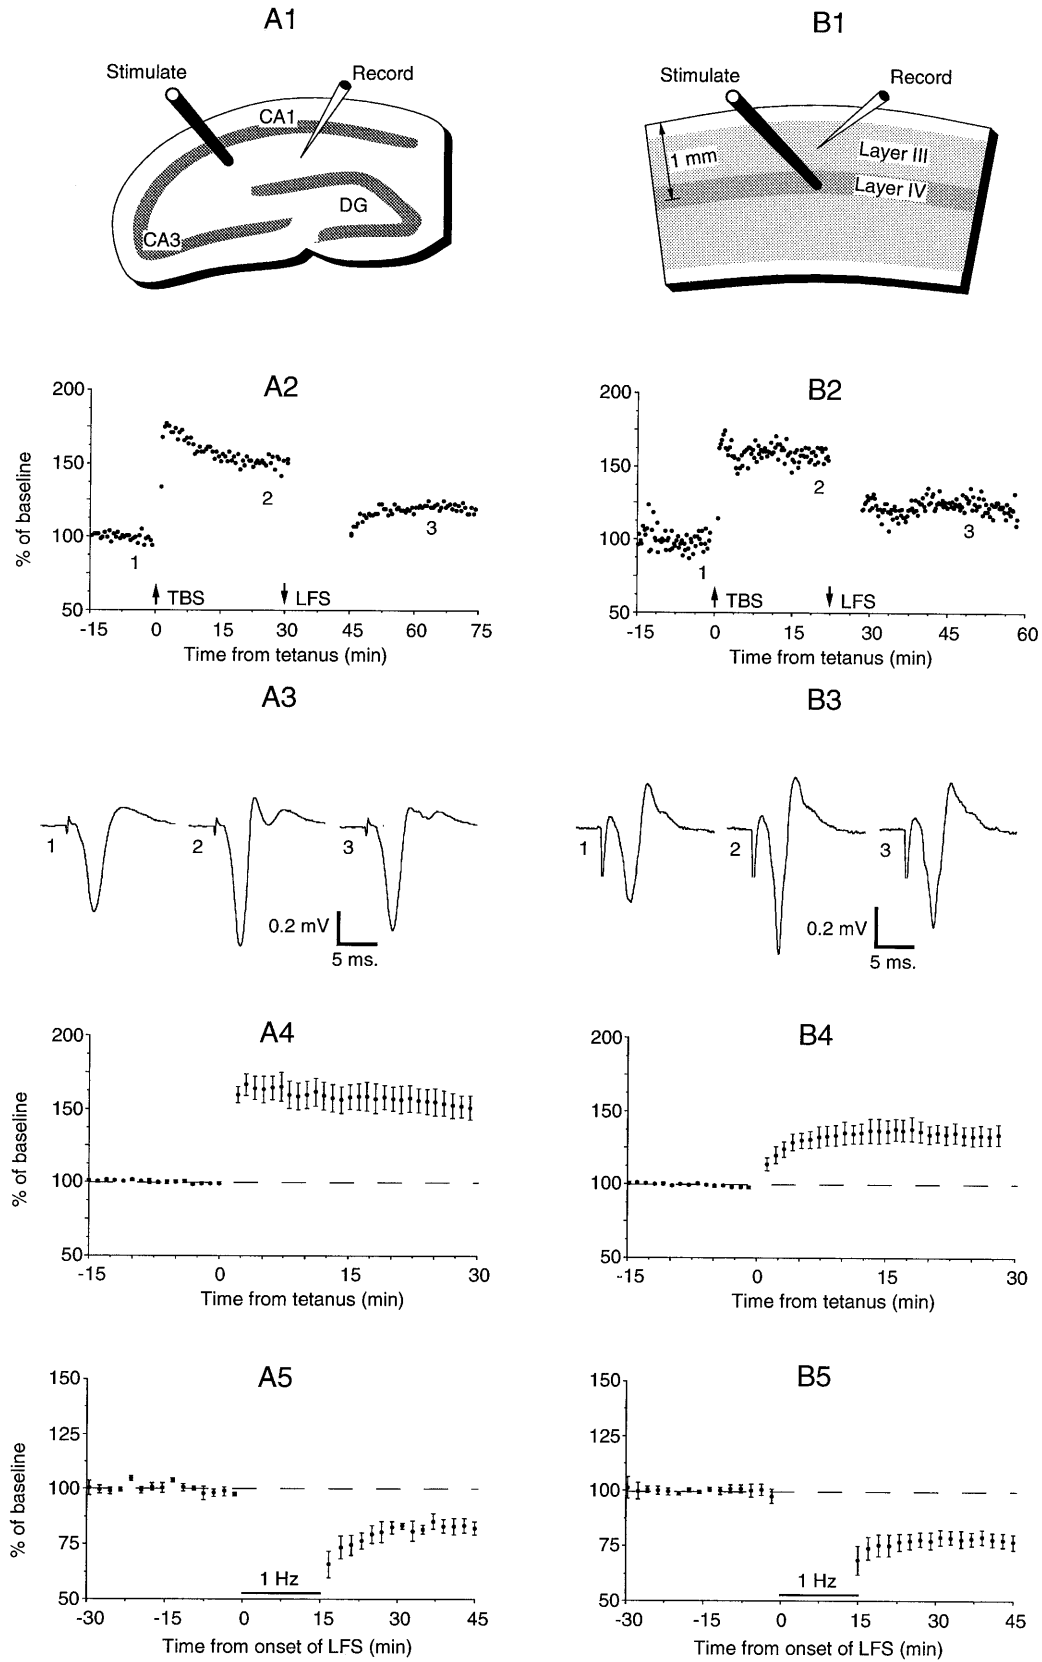 A1
B1
Stimulate
Record
Stimulate
Record
CA1
1 mm
Layer III
Layer IV
DG
CA3
A2
B2
200
150
100
50
% of baseline
1
2
3
TBS
LFS
-15
0
15
30
45
60
75
Time from tetanus (min)
200
150
100
50
1
2
3
TBS
LFS
-15
0
15
30
45
60
Time from tetanus (min)
A3
B3
1
2
3
0.2 mV
5 ms.
1
2
3
0.2 mV
5 ms.
A4
B4
200
150
100
50
% of baseline
-15
0
15
30
Time from tetanus (min)
200
150
100
50
-15
0
15
30
Time from tetanus (min)
A5
B5
150
125
100
75
50
% of baseline
1 Hz
-30
-15
0
15
30
45
Time from onset of LFS (min)
150
125
100
75
50
1 Hz
-30
-15
0
15
30
45
Time from onset of LFS (min)